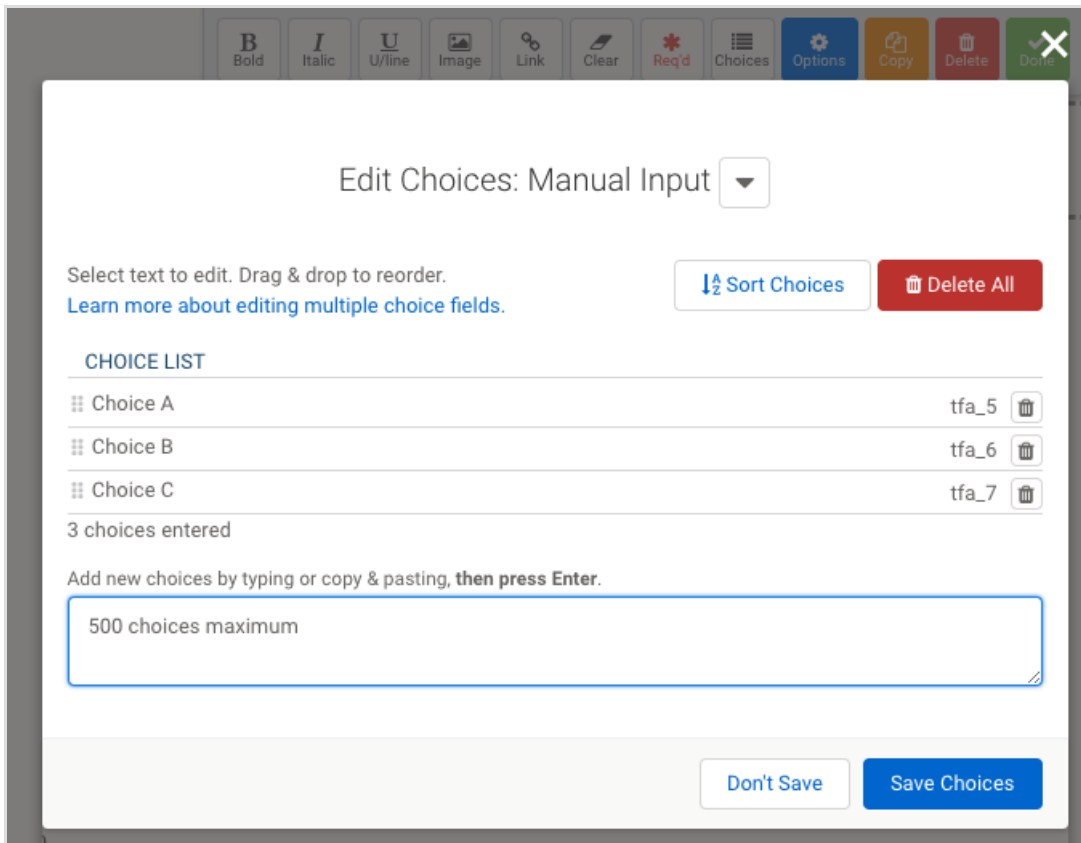 B I U
Bold Italic U/line Image Link Clear Req'd Choices Options Copy Delete Done
Edit Choices: Manual Input
Select text to edit. Drag & drop to reorder.
Learn more about editing multiple choice fields.
Sort Choices Delete All
CHOICE LIST
Choice A tfa_5
Choice B tfa_6
Choice C tfa_7
3 choices entered
Add new choices by typing or copy & pasting, then press Enter.
500 choices maximum
Don't Save Save Choices